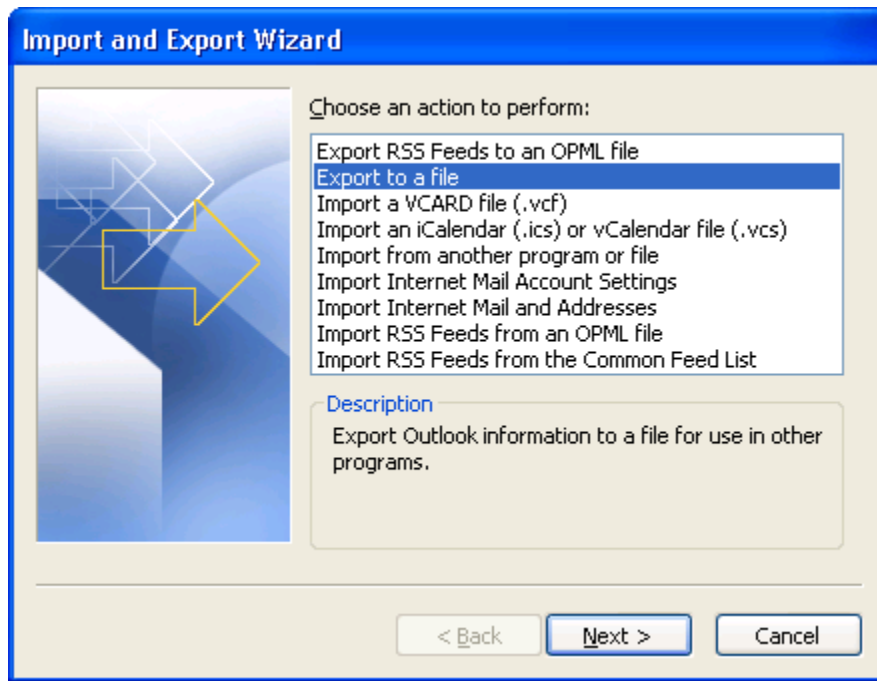 Import and Export Wizard
Choose an action to perform:
Export RSS Feeds to an OPML file
Export to a file
Import a VCARD file (.vcf)
Import an iCalendar (.ics) or vCalendar file (.vcs)
Import from another program or file
Import Internet Mail Account Settings
Import Internet Mail and Addresses
Import RSS Feeds from an OPML file
Import RSS Feeds from the Common Feed List
Description
Export Outlook information to a file for use in other
programs.
< Back Next > Cancel